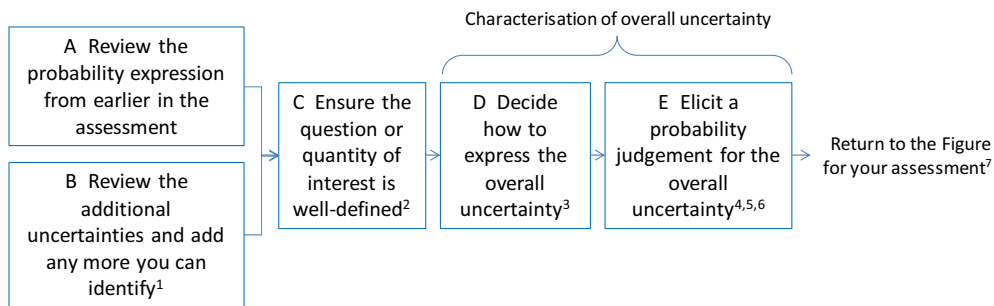 Characterisation of overall uncertainty
A Review the
probability expression
from earlier in the
assessment
B Review the
additional
uncertainties and add
any more you can
identify¹
C Ensure the
question or
quantity of
interest is
well-defined²
D Decide
how to
express the
overall
uncertainty³
E Elicit a
probability
judgement for the
overall
uncertainty⁴,⁵,⁶
Return to the Figure
for your assessment⁷